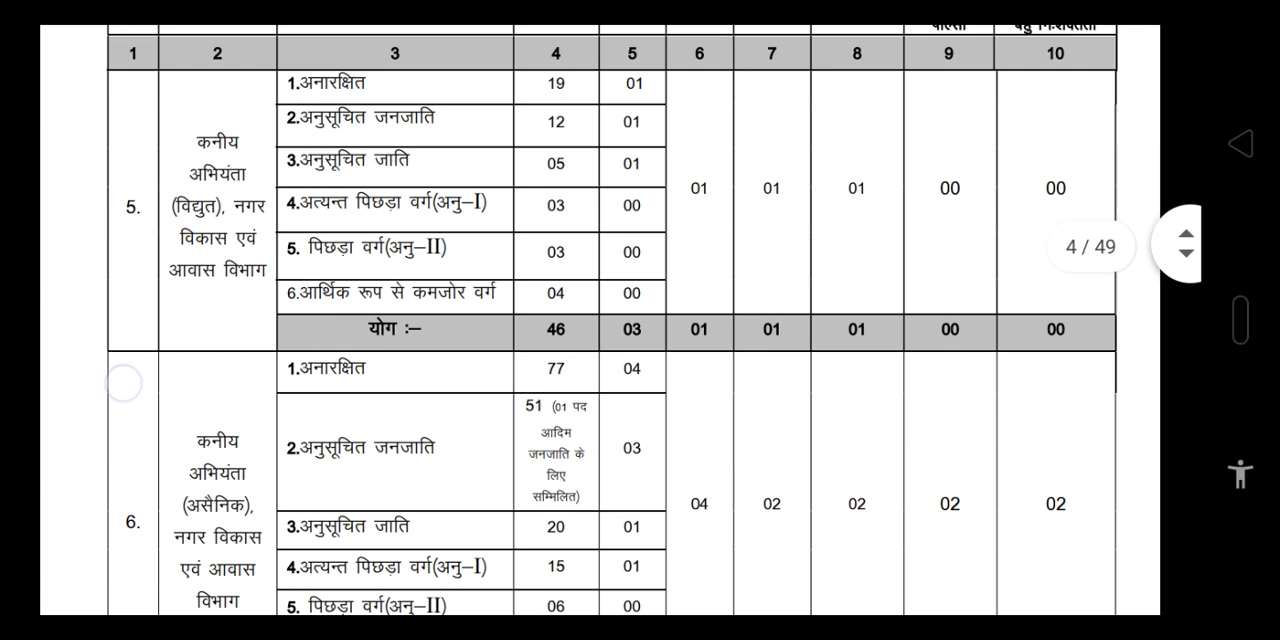 1 2 3 4 5 6 7 8 9 10
5.
कनीय
अभियंता
(विद्युत), नगर
विकास एवं
आवास विभाग
1.अनारक्षित 19 01
2.अनुसूचित जनजाति 12 01
3.अनुसूचित जाति 05 01
4.अत्यन्त पिछड़ा वर्ग(अनु–I) 03 00
5. पिछड़ा वर्ग(अनु–II) 03 00
6.आर्थिक रूप से कमजोर वर्ग 04 00
01 01 01 00 00
योग :– 46 03 01 01 01 00 00
6.
कनीय
अभियंता
(असैनिक),
नगर विकास
एवं आवास
विभाग
1.अनारक्षित 77 04
2.अनुसूचित जनजाति
51 (01 पद
आदिम
जनजाति के
लिए
सम्मिलित)
03
3.अनुसूचित जाति 20 01
4.अत्यन्त पिछड़ा वर्ग(अनु–I) 15 01
5. पिछड़ा वर्ग(अनु–II) 06 00
04 02 02 02 02
4 / 49